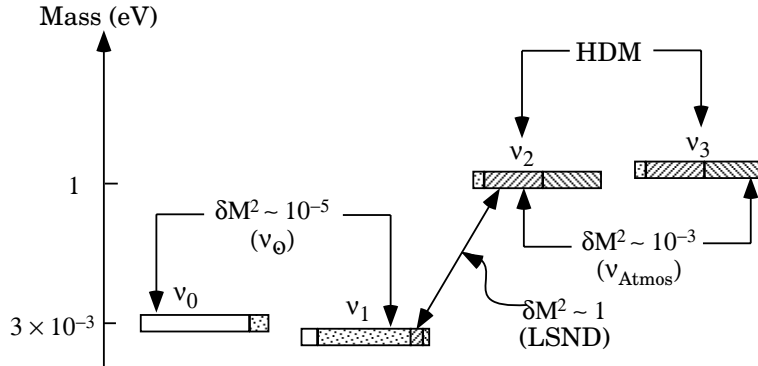 Mass (eV)
HDM
ν2
ν3
1
δM² ~ 10⁻⁵
(ν⊙)
δM² ~ 10⁻³
(νAtmos)
ν0
ν1
3 × 10⁻³
δM² ~ 1
(LSND)